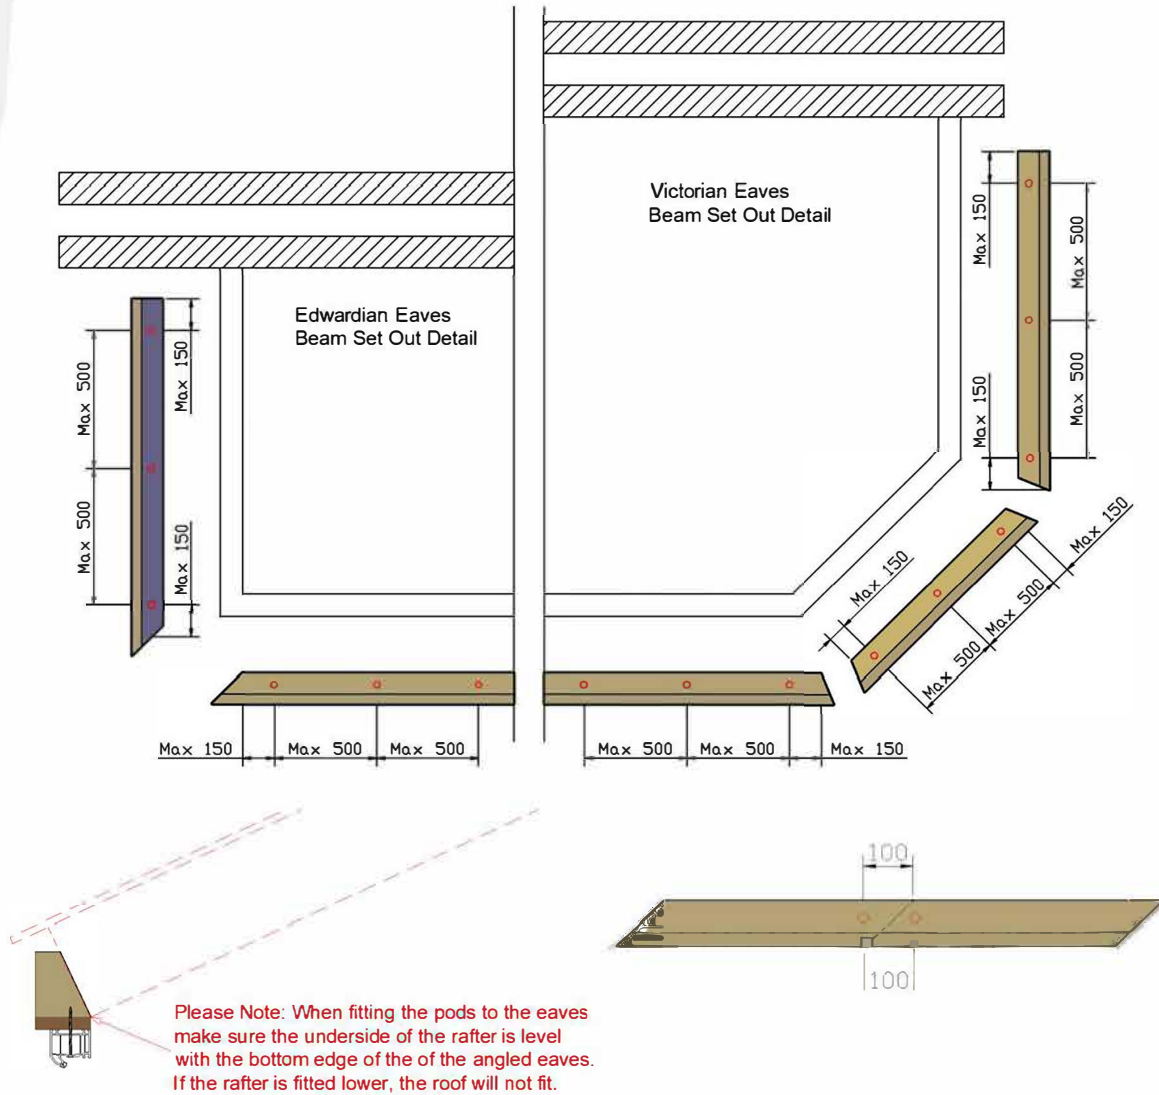 Victorian Eaves
Beam Set Out Detail
Max 150
Max 500
Max 150
Max 500
Edwardian Eaves
Beam Set Out Detail
Max 500
Max 150
Max 500
Max 150
Max 150
Max 150
Max 500
Max 500
Max 150
Max 500
Max 500
Max 500
Max 500
Max 150
100
100
Please Note: When fitting the pods to the eaves
make sure the underside of the rafter is level
with the bottom edge of the of the angled eaves.
If the rafter is fitted lower, the roof will not fit.